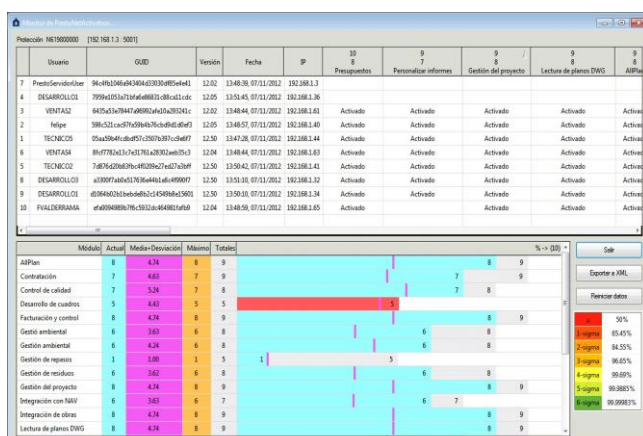 Monitor de PrestoNetActivation...
Protección N619800000 [192.168.1.3 : 5001]
10 9 9 9 9
8 7 8 8 8
Usuario GUID Versión Fecha IP Presupuestos Personalizar informes Gestión del proyecto Lectura de planos DWG AllPlan
7 PrestoServidorUser 12.02 13:48:39, 07/11/2012 192.168.1.3
4 DESARROLLO1 12.05 13:51:45, 07/11/2012 192.168.1.36
3 VENTAS2 12.02 13:48:44, 07/11/2012 192.168.1.61 Activado Activado Activado Activado
2 felipe 12.05 13:48:57, 07/11/2012 192.168.1.40 Activado Activado Activado Activado
1 TECNICO5 12.50 13:47:28, 07/11/2012 192.168.1.44 Activado Activado Activado Activado
6 VENTAS4 12.04 13:48:44, 07/11/2012 192.168.1.63 Activado Activado Activado Activado
5 TECNICO2 12.50 13:50:42, 07/11/2012 192.168.1.41 Activado Activado Activado Activado
8 DESARROLLO3 12.50 13:51:10, 07/11/2012 192.168.1.32 Activado Activado Activado Activado
9 DESARROLLO1 12.50 13:50:10, 07/11/2012 192.168.1.34 Activado Activado Activado Activado
10 FVALDERRAMA 12.04 13:48:59, 07/11/2012 192.168.1.65 Activado Activado
Módulo Actual Media+Desviación Máximo Totales % -> (10)
AllPlan 8 4.74 8 9 8 9
Contratación 7 4.63 7 9 7 9
Control de calidad 7 5.24 7 8 7 8
Desarrollo de cuadros 5 4.43 5 5 5
Facturación y control 8 4.74 8 9 8 9
Gestió ambiental 6 3.63 6 8 6 8
Gestión ambiental 6 4.24 6 8 6 8
Gestión de repasos 1 1.00 1 5 1 5
Gestión de residuos 6 3.62 6 8 6 8
Gestión del proyecto 8 4.74 8 9 8 9
Integración con NAV 6 3.63 6 7 6 7
Integración de obras 8 4.74 8 9 8 9
Lectura de planos DWG 8 4.74 8 9 8 9
Salir
Exportar a XML
Reiniciar datos
μ 50%
1-sigma 65.45%
2-sigma 84.55%
3-sigma 96.65%
4-sigma 99.69%
5-sigma 99.9885%
6-sigma 99.99983%